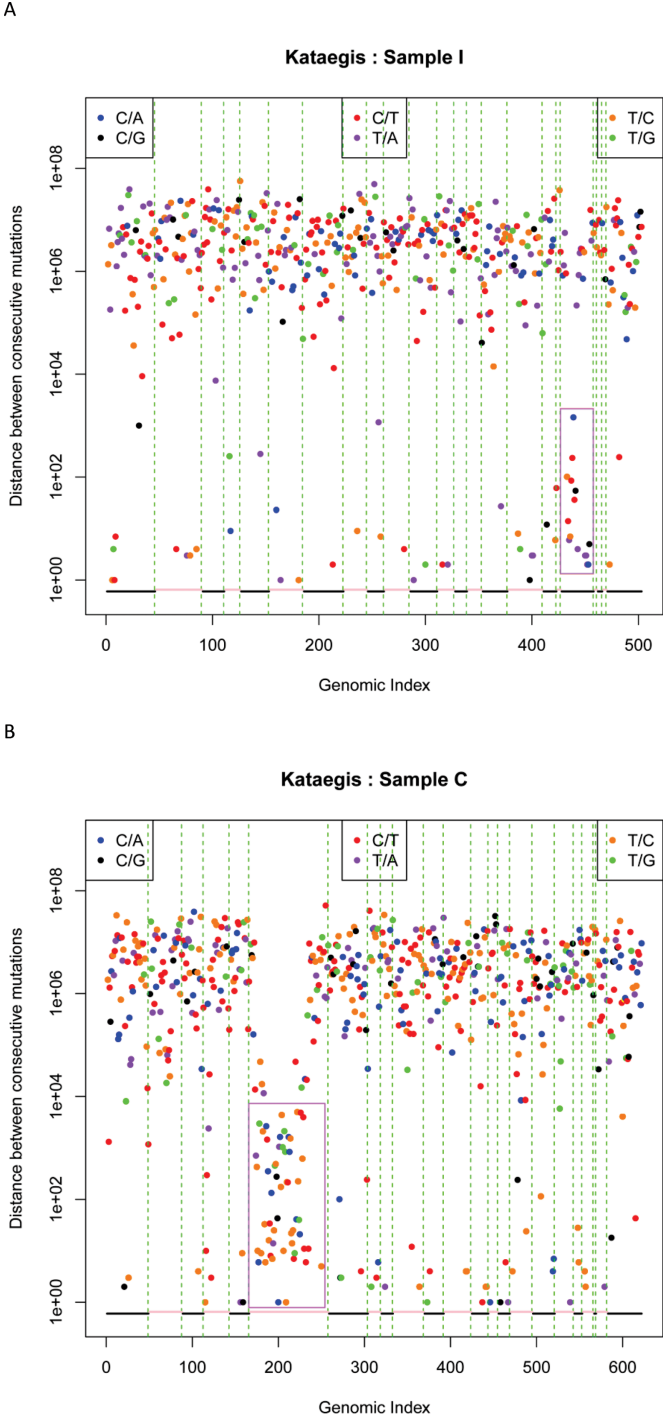 A
Kataegis : Sample I
C/A C/T T/C
C/G T/A T/G
Distance between consecutive mutations
1e+08
1e+06
1e+04
1e+02
1e+00
0 100 200 300 400 500
Genomic Index
B
Kataegis : Sample C
C/A C/T T/C
C/G T/A T/G
Distance between consecutive mutations
1e+08
1e+06
1e+04
1e+02
1e+00
0 100 200 300 400 500 600
Genomic Index